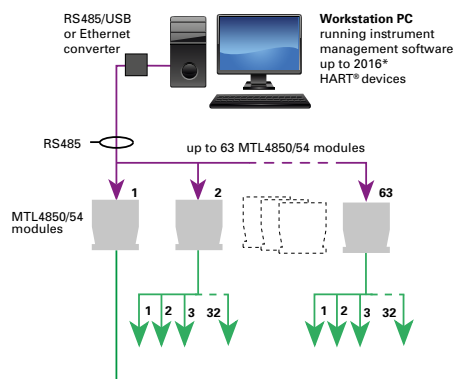 RS485/USB
or Ethernet
converter
Workstation PC
running instrument
management software
up to 2016*
HART® devices
RS485
up to 63 MTL4850/54 modules
1
2
63
MTL4850/54
modules
1 2 3 32
1 2 3 32